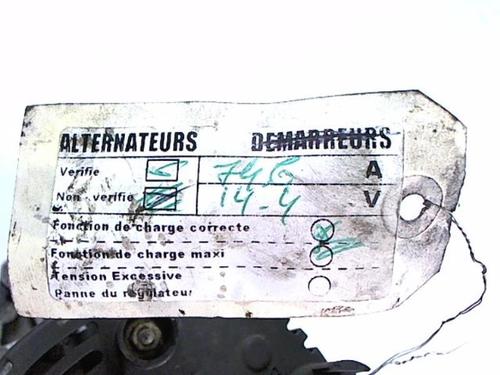 ALTERNATEURS DEMARREURS
Verifie A
Non verifie 14-4 V
Fonction de charge correcte
Fonction de charge maxi
Tension Excessive
Panne du regulateur